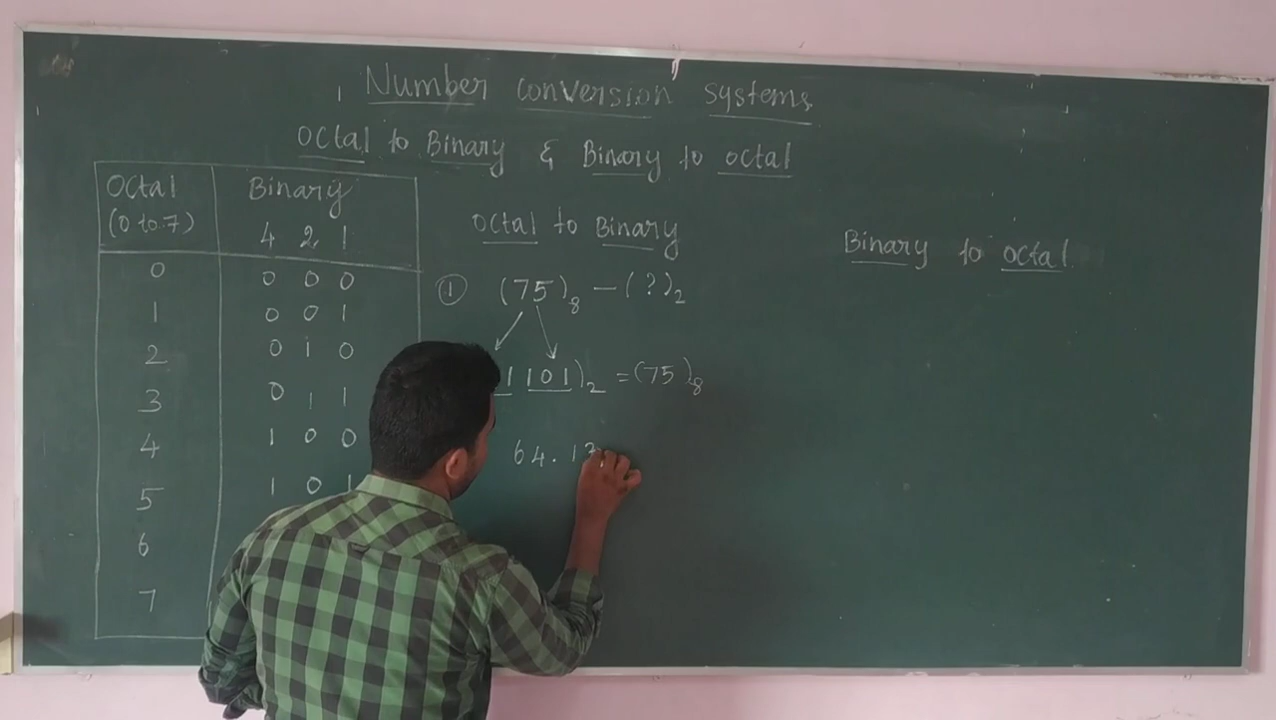 Number conversion systems
Octal to Binary & Binary to octal
Octal Binary
(0 to 7) 4 2 1
0 0 0 0
1 0 0 1
2 0 1 0
3 0 1 1
4 1 0 0
5 1 0 1
6
7
Octal to Binary
① (75)₈ – (?)₂
1 101)₂ = (75)₈
64.1
Binary to octal